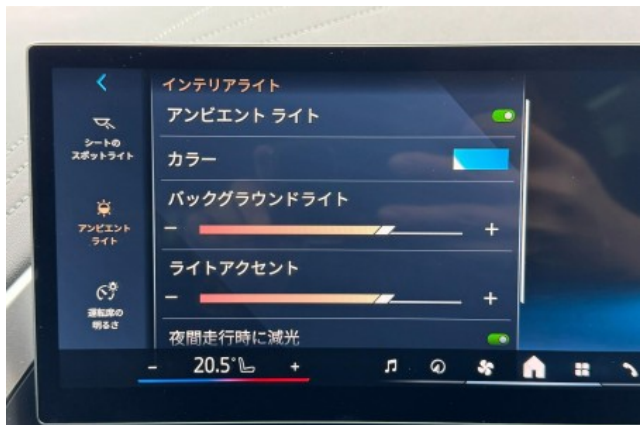 インテリアライト
アンビエント ライト
シートの
スポットライト
カラー
バックグラウンドライト
アンビエント
ライト
ライトアクセント
運転席の
明るさ
夜間走行時に減光
- 20.5° +